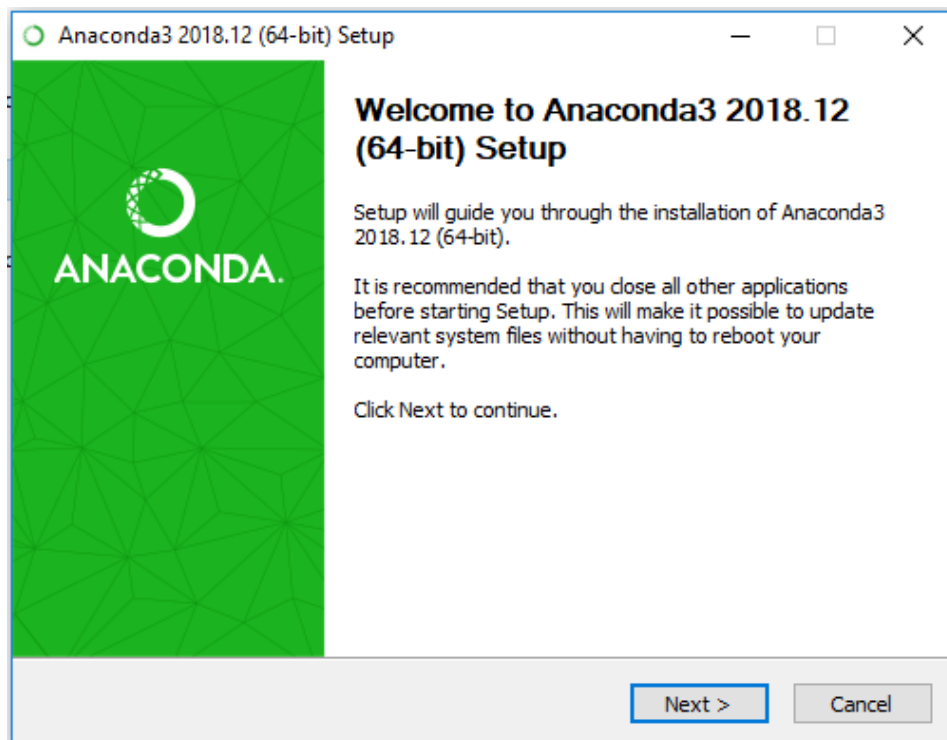 Anaconda3 2018.12 (64-bit) Setup
Welcome to Anaconda3 2018.12
(64-bit) Setup
Setup will guide you through the installation of Anaconda3
2018.12 (64-bit).
It is recommended that you close all other applications
before starting Setup. This will make it possible to update
relevant system files without having to reboot your
computer.
Click Next to continue.
ANACONDA.
Next >
Cancel